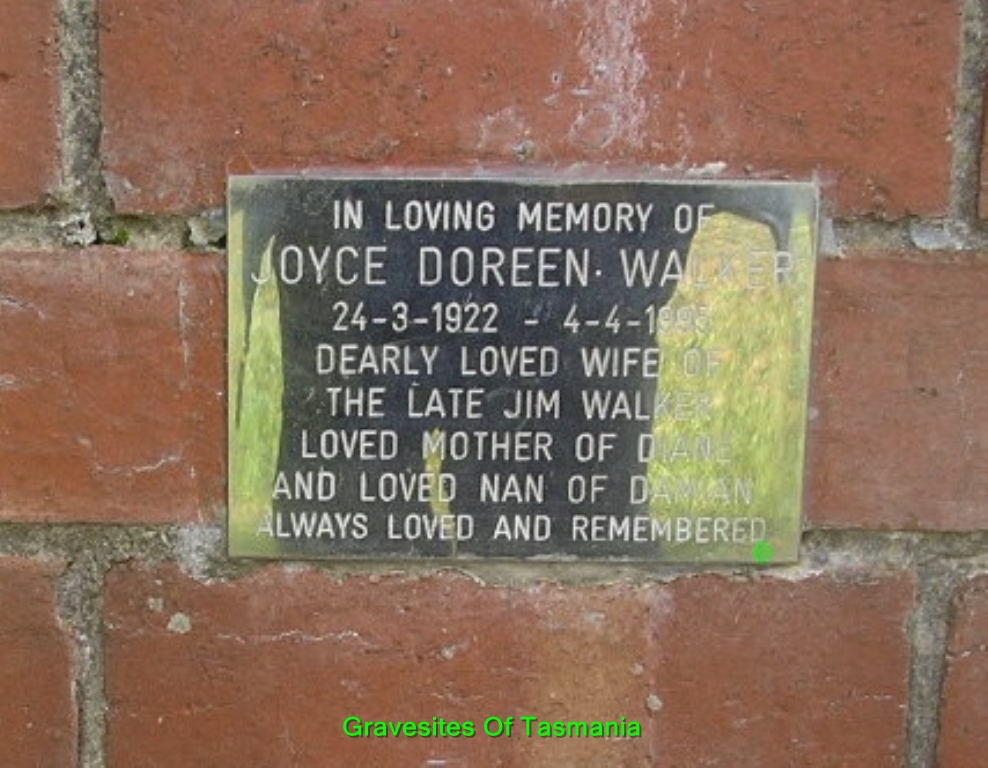 IN LOVING MEMORY OF
JOYCE DOREEN WALKER
24-3-1922 -
DEARLY LOVED WIFE OF
THE LATE JIM WALKER
LOVED MOTHER OF DIANE
AND LOVED NAN OF DAMIAN
ALWAYS LOVED AND REMEMBERED
Gravesites Of Tasmania